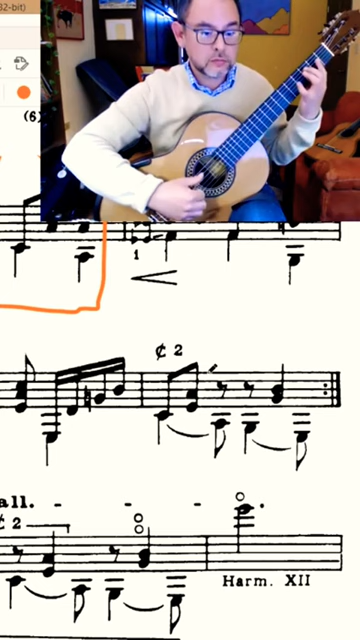 32-bit)
(6)
1
¢ 2
all. - - -
¢ 2
Harm. XII